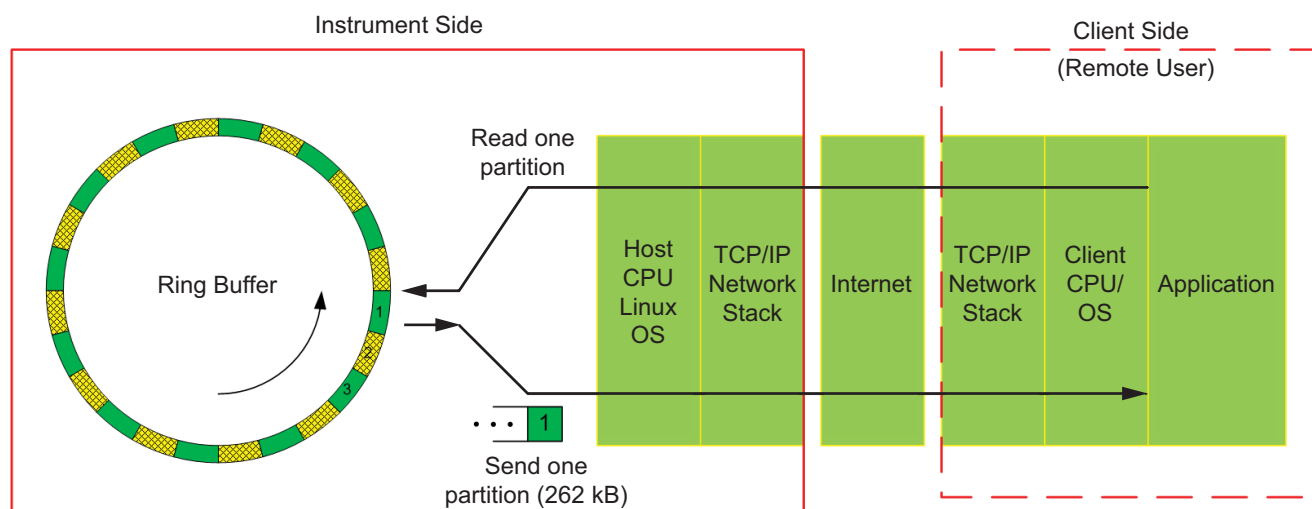 Instrument Side
Client Side
(Remote User)
Read one
partition
Ring Buffer
1
2
3
Host
CPU
Linux
OS
TCP/IP
Network
Stack
Internet
TCP/IP
Network
Stack
Client
CPU/
OS
Application
1
Send one
partition (262 kB)